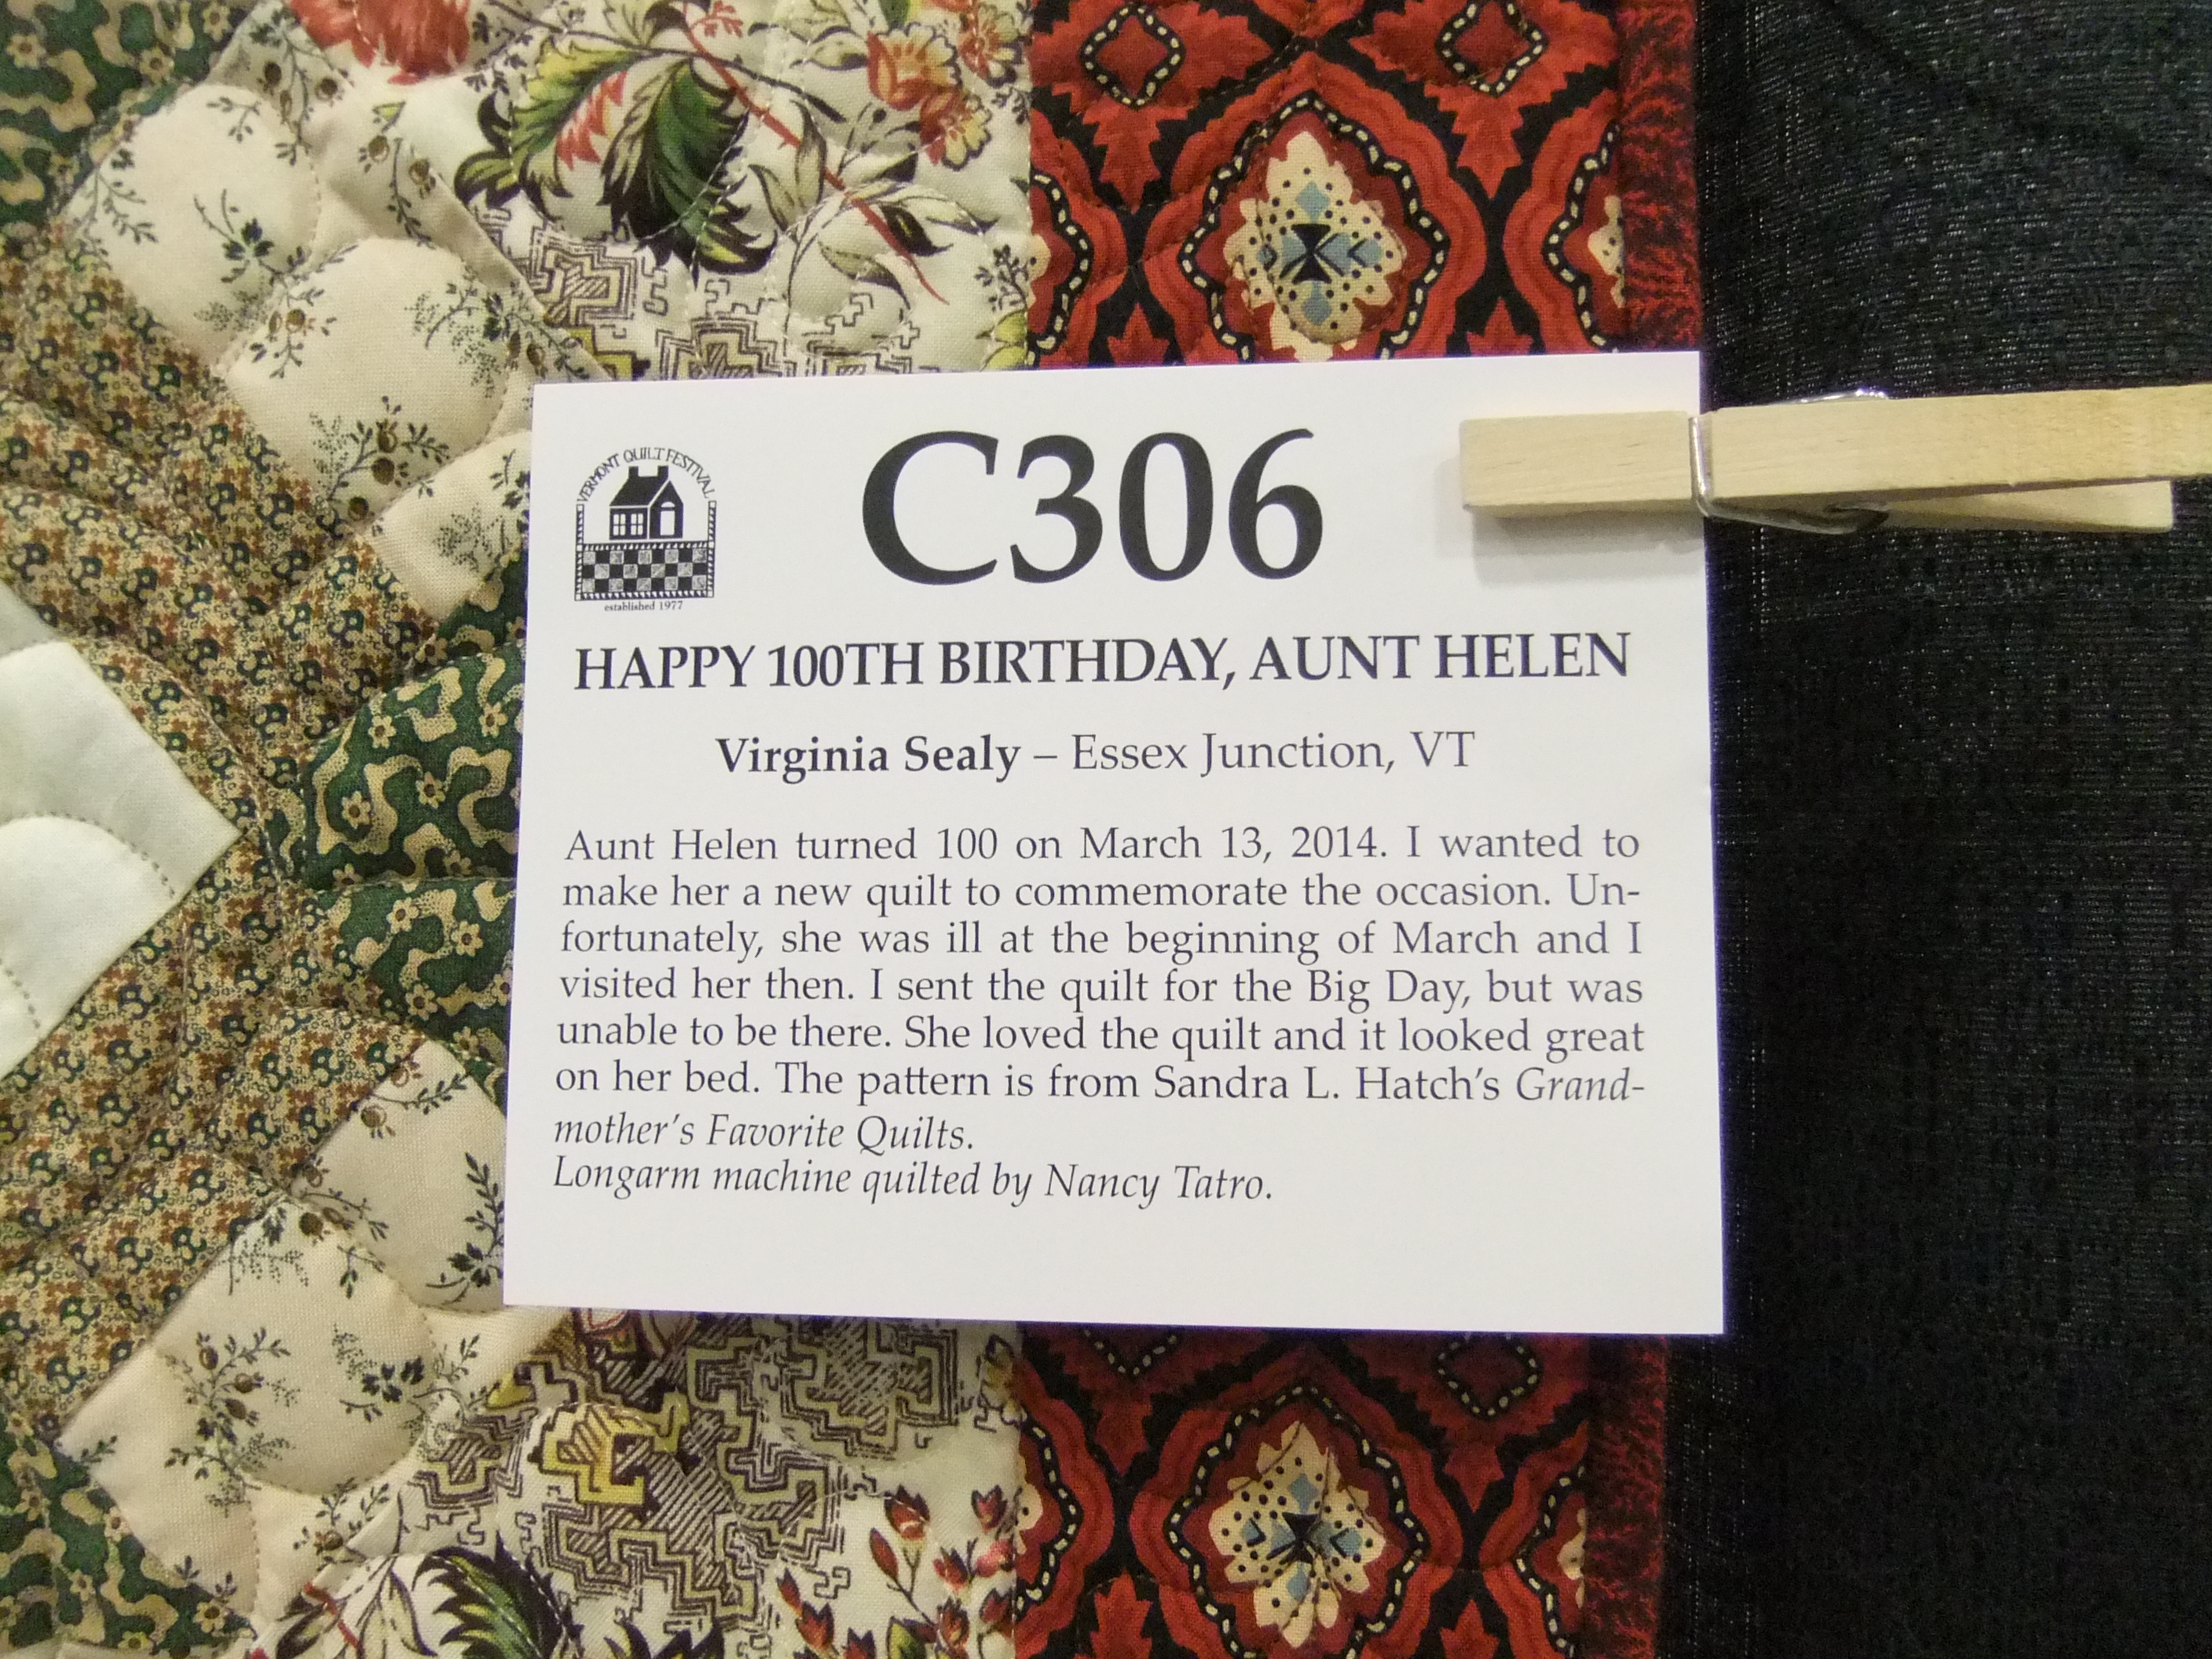 VERMONT QUILT FESTIVAL
established 1977
C306
HAPPY 100TH BIRTHDAY, AUNT HELEN
Virginia Sealy – Essex Junction, VT
Aunt Helen turned 100 on March 13, 2014. I wanted to
make her a new quilt to commemorate the occasion. Un-
fortunately, she was ill at the beginning of March and I
visited her then. I sent the quilt for the Big Day, but was
unable to be there. She loved the quilt and it looked great
on her bed. The pattern is from Sandra L. Hatch's Grand-
mother's Favorite Quilts.
Longarm machine quilted by Nancy Tatro.